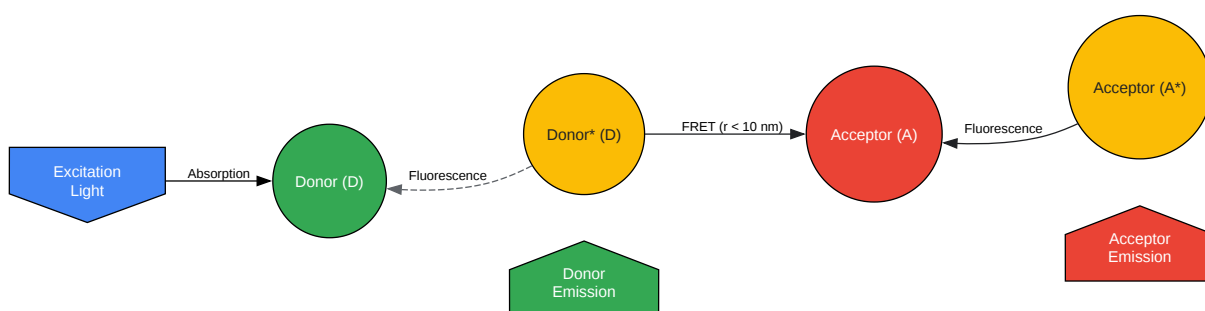 Excitation
Light
Absorption
Donor (D)
Fluorescence
Donor* (D)
FRET (r < 10 nm)
Acceptor (A)
Fluorescence
Acceptor (A*)
Donor
Emission
Acceptor
Emission